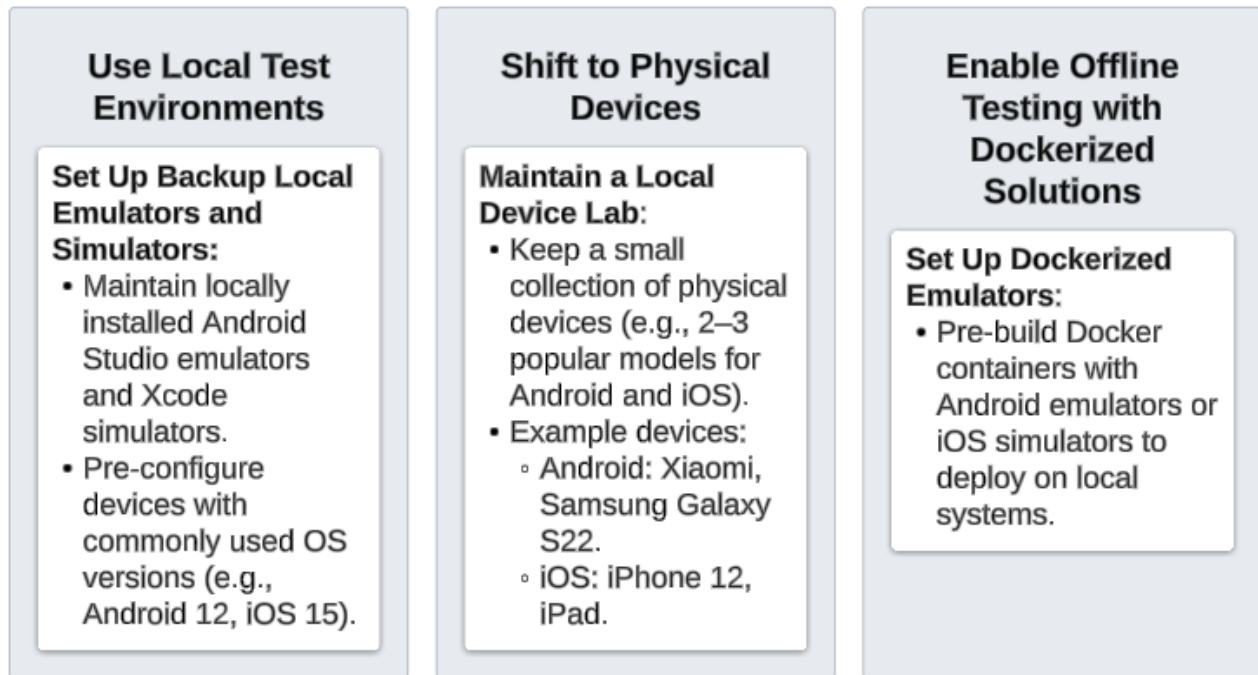 Use Local Test
Environments
Set Up Backup Local
Emulators and
Simulators:
• Maintain locally
installed Android
Studio emulators
and Xcode
simulators.
• Pre-configure
devices with
commonly used OS
versions (e.g.,
Android 12, iOS 15).
Shift to Physical
Devices
Maintain a Local
Device Lab:
• Keep a small
collection of physical
devices (e.g., 2–3
popular models for
Android and iOS).
• Example devices:
◦ Android: Xiaomi,
Samsung Galaxy
S22.
◦ iOS: iPhone 12,
iPad.
Enable Offline
Testing with
Dockerized
Solutions
Set Up Dockerized
Emulators:
• Pre-build Docker
containers with
Android emulators or
iOS simulators to
deploy on local
systems.